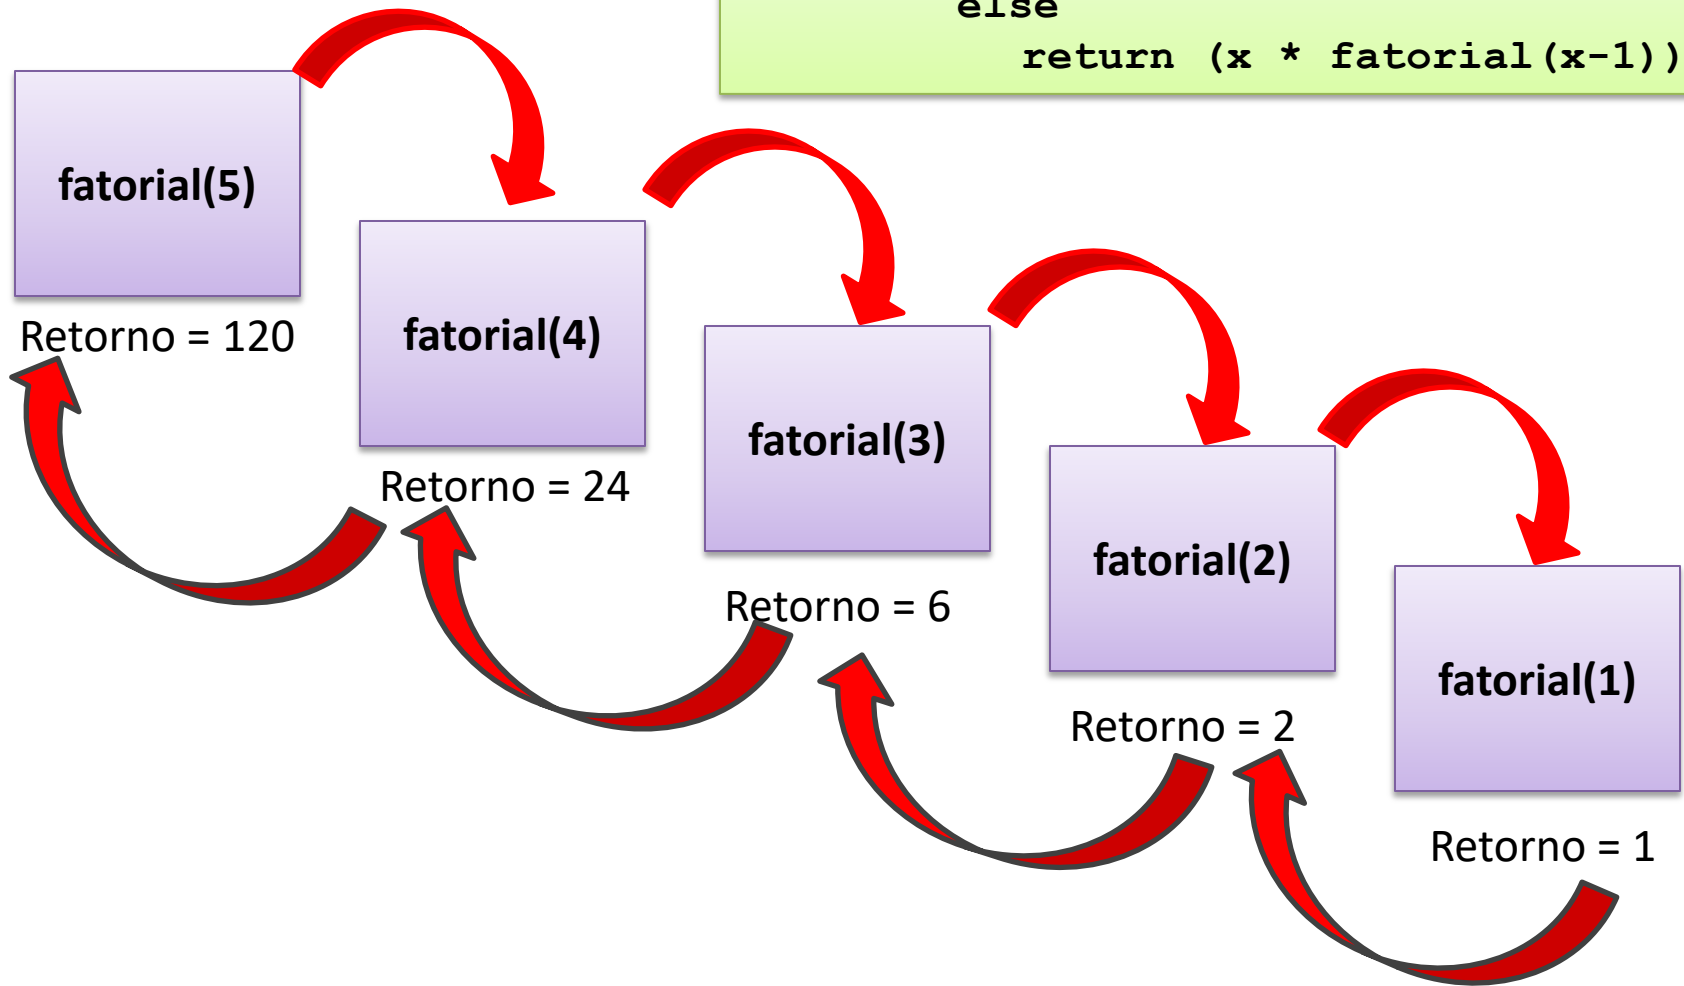 else
return (x * fatorial(x-1))
fatorial(5)
Retorno = 120
fatorial(4)
Retorno = 24
fatorial(3)
Retorno = 6
fatorial(2)
Retorno = 2
fatorial(1)
Retorno = 1